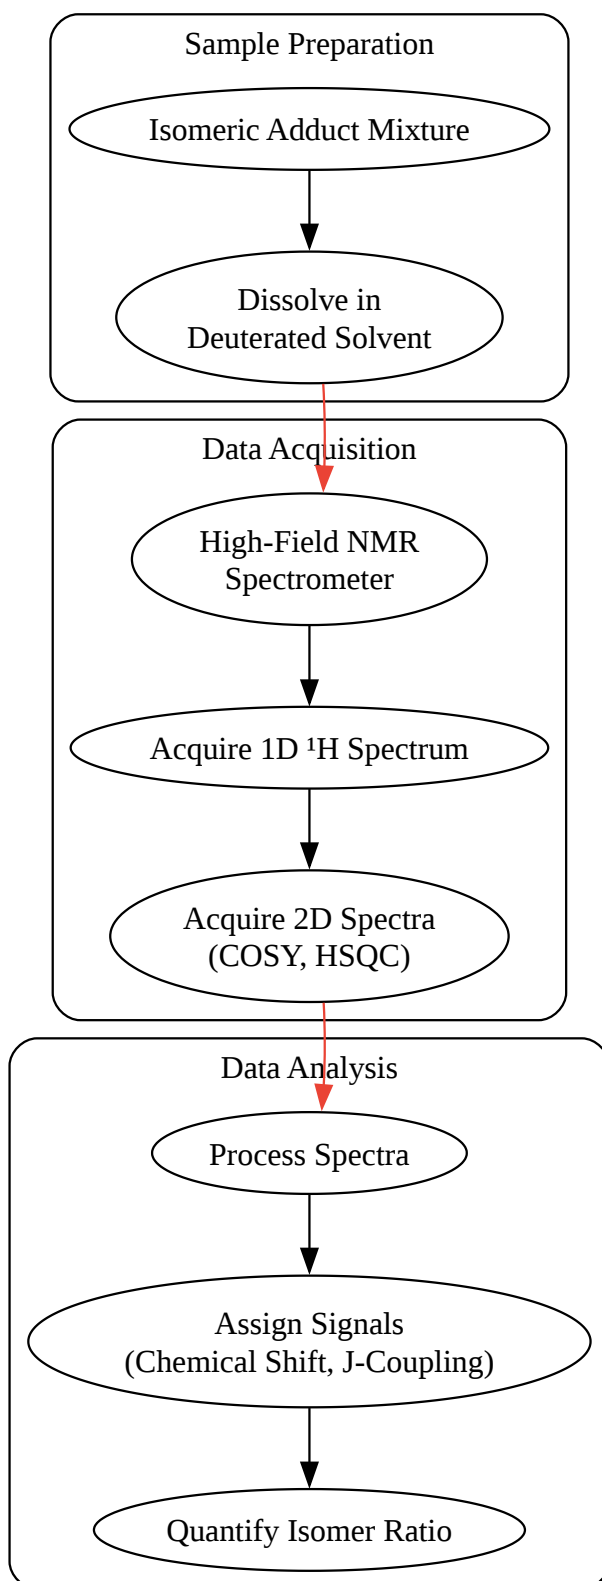 Sample Preparation
Isomeric Adduct Mixture
Dissolve in
Deuterated Solvent
Data Acquisition
High-Field NMR
Spectrometer
Acquire 1D ¹H Spectrum
Acquire 2D Spectra
(COSY, HSQC)
Data Analysis
Process Spectra
Assign Signals
(Chemical Shift, J-Coupling)
Quantify Isomer Ratio